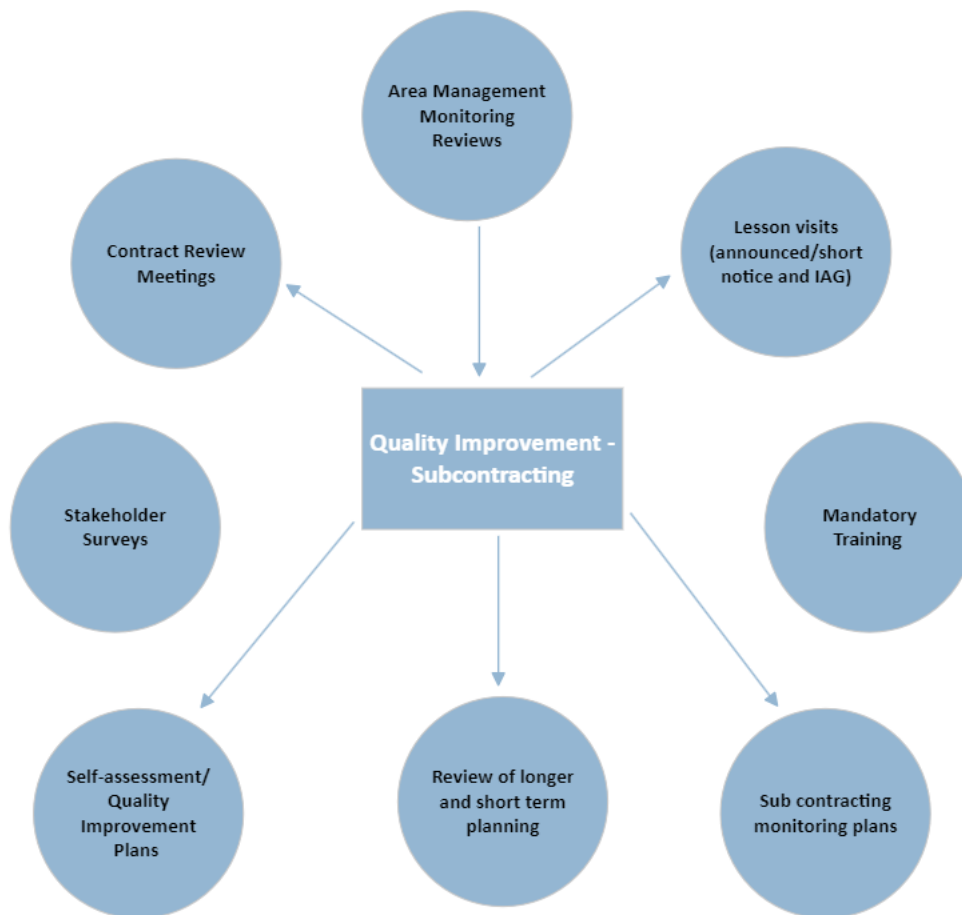 Area Management
Monitoring
Reviews
Contract Review
Meetings
Lesson visits
(announced/short
notice and IAG)
Quality Improvement -
Subcontracting
Stakeholder
Surveys
Mandatory
Training
Self-assessment/
Quality
Improvement
Plans
Review of longer
and short term
planning
Sub contracting
monitoring plans